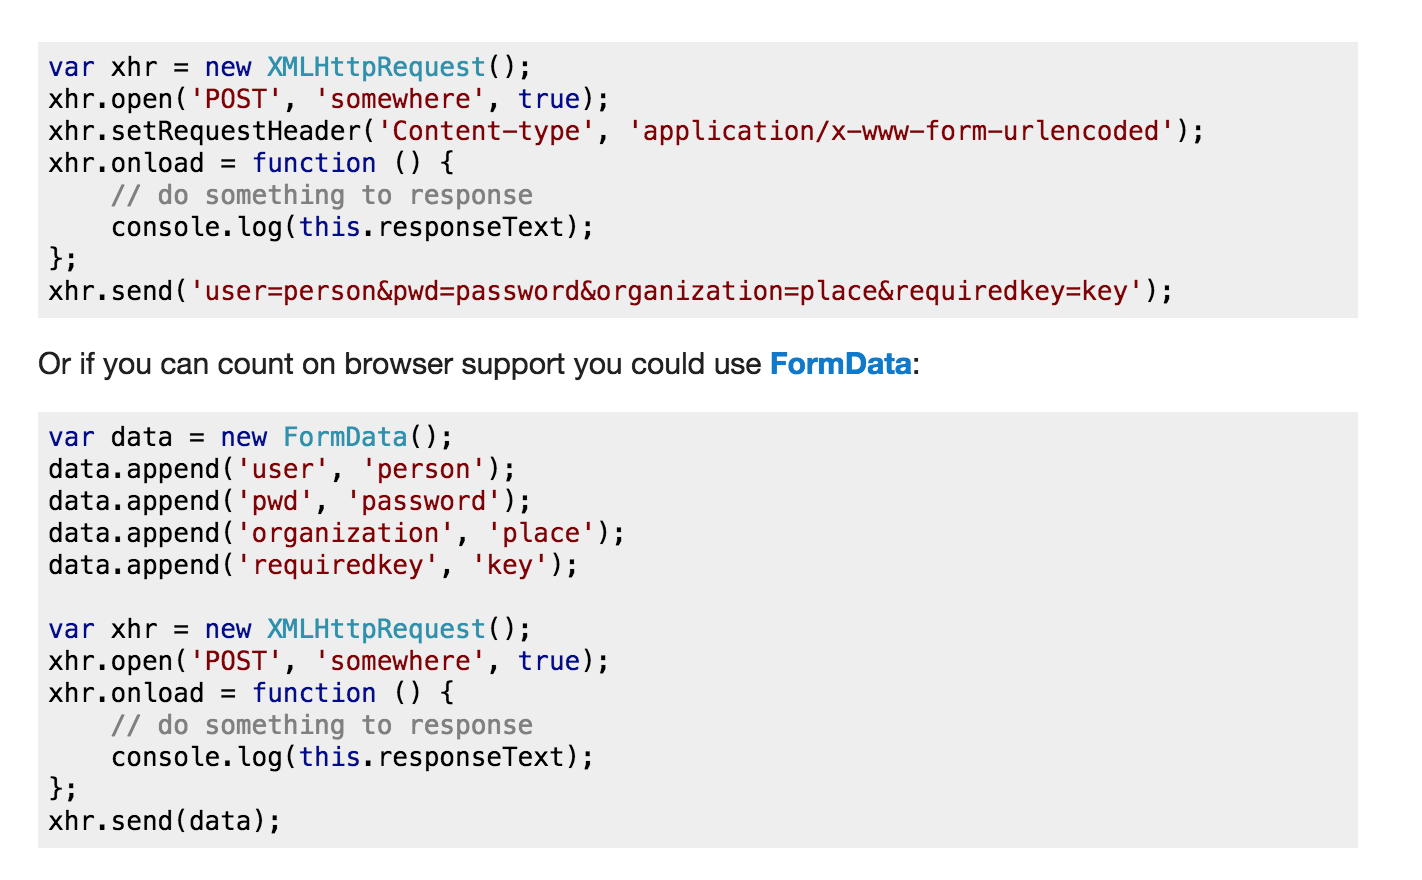 var xhr = new XMLHttpRequest();
xhr.open('POST', 'somewhere', true);
xhr.setRequestHeader('Content-type', 'application/x-www-form-urlencoded');
xhr.onload = function () {
    // do something to response
    console.log(this.responseText);
};
xhr.send('user=person&pwd=password&organization=place&requiredkey=key');
Or if you can count on browser support you could use FormData:
var data = new FormData();
data.append('user', 'person');
data.append('pwd', 'password');
data.append('organization', 'place');
data.append('requiredkey', 'key');

var xhr = new XMLHttpRequest();
xhr.open('POST', 'somewhere', true);
xhr.onload = function () {
    // do something to response
    console.log(this.responseText);
};
xhr.send(data);